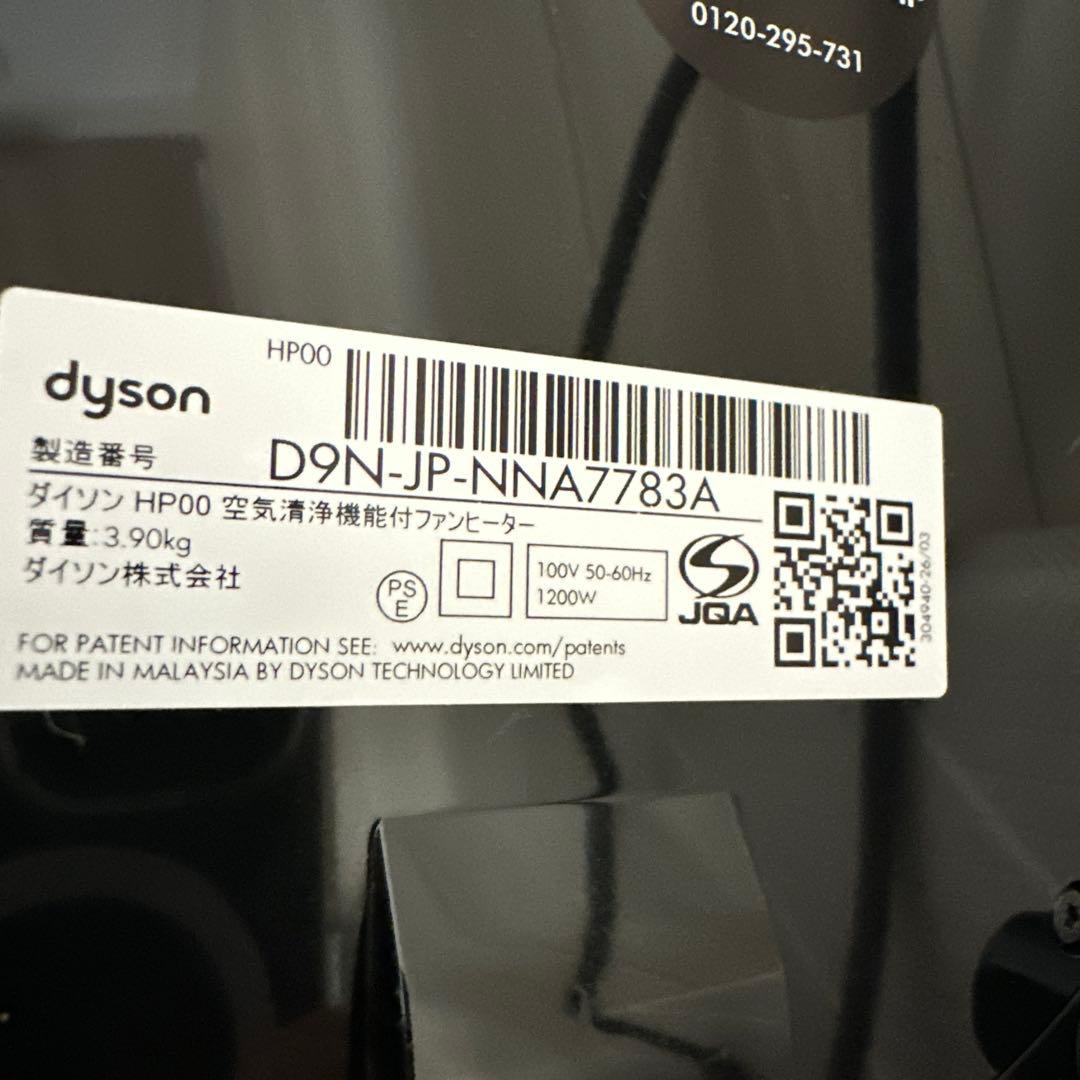 0120-295-731
HP00
dyson
製造番号 D9N-JP-NNA7783A
ダイソン HP00 空気清浄機能付ファンヒーター
質量:3.90kg
ダイソン株式会社
PS
E
100V 50-60Hz
1200W
JQA
304940-26/03
FOR PATENT INFORMATION SEE: www.dyson.com/patents
MADE IN MALAYSIA BY DYSON TECHNOLOGY LIMITED